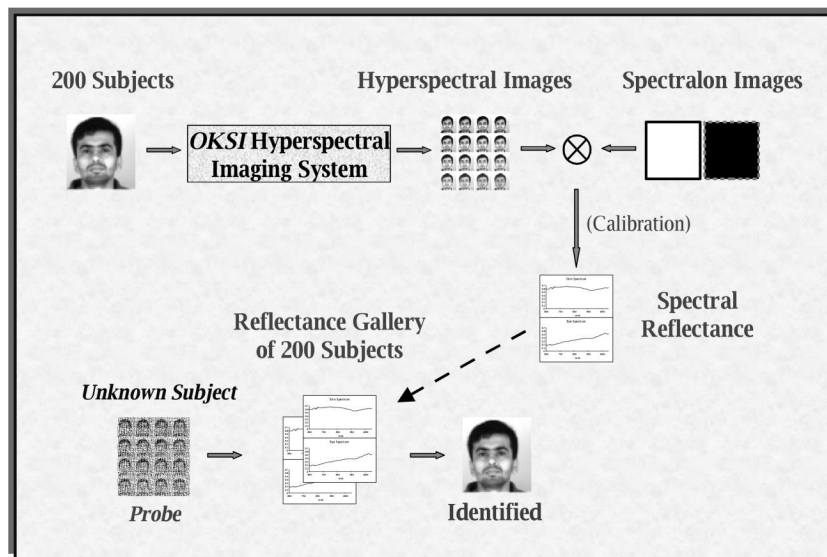 200 Subjects
Hyperspectral Images
Spectralon Images
OKSI Hyperspectral
Imaging System
(Calibration)
Spectral
Reflectance
Reflectance Gallery
of 200 Subjects
Unknown Subject
Probe
Identified